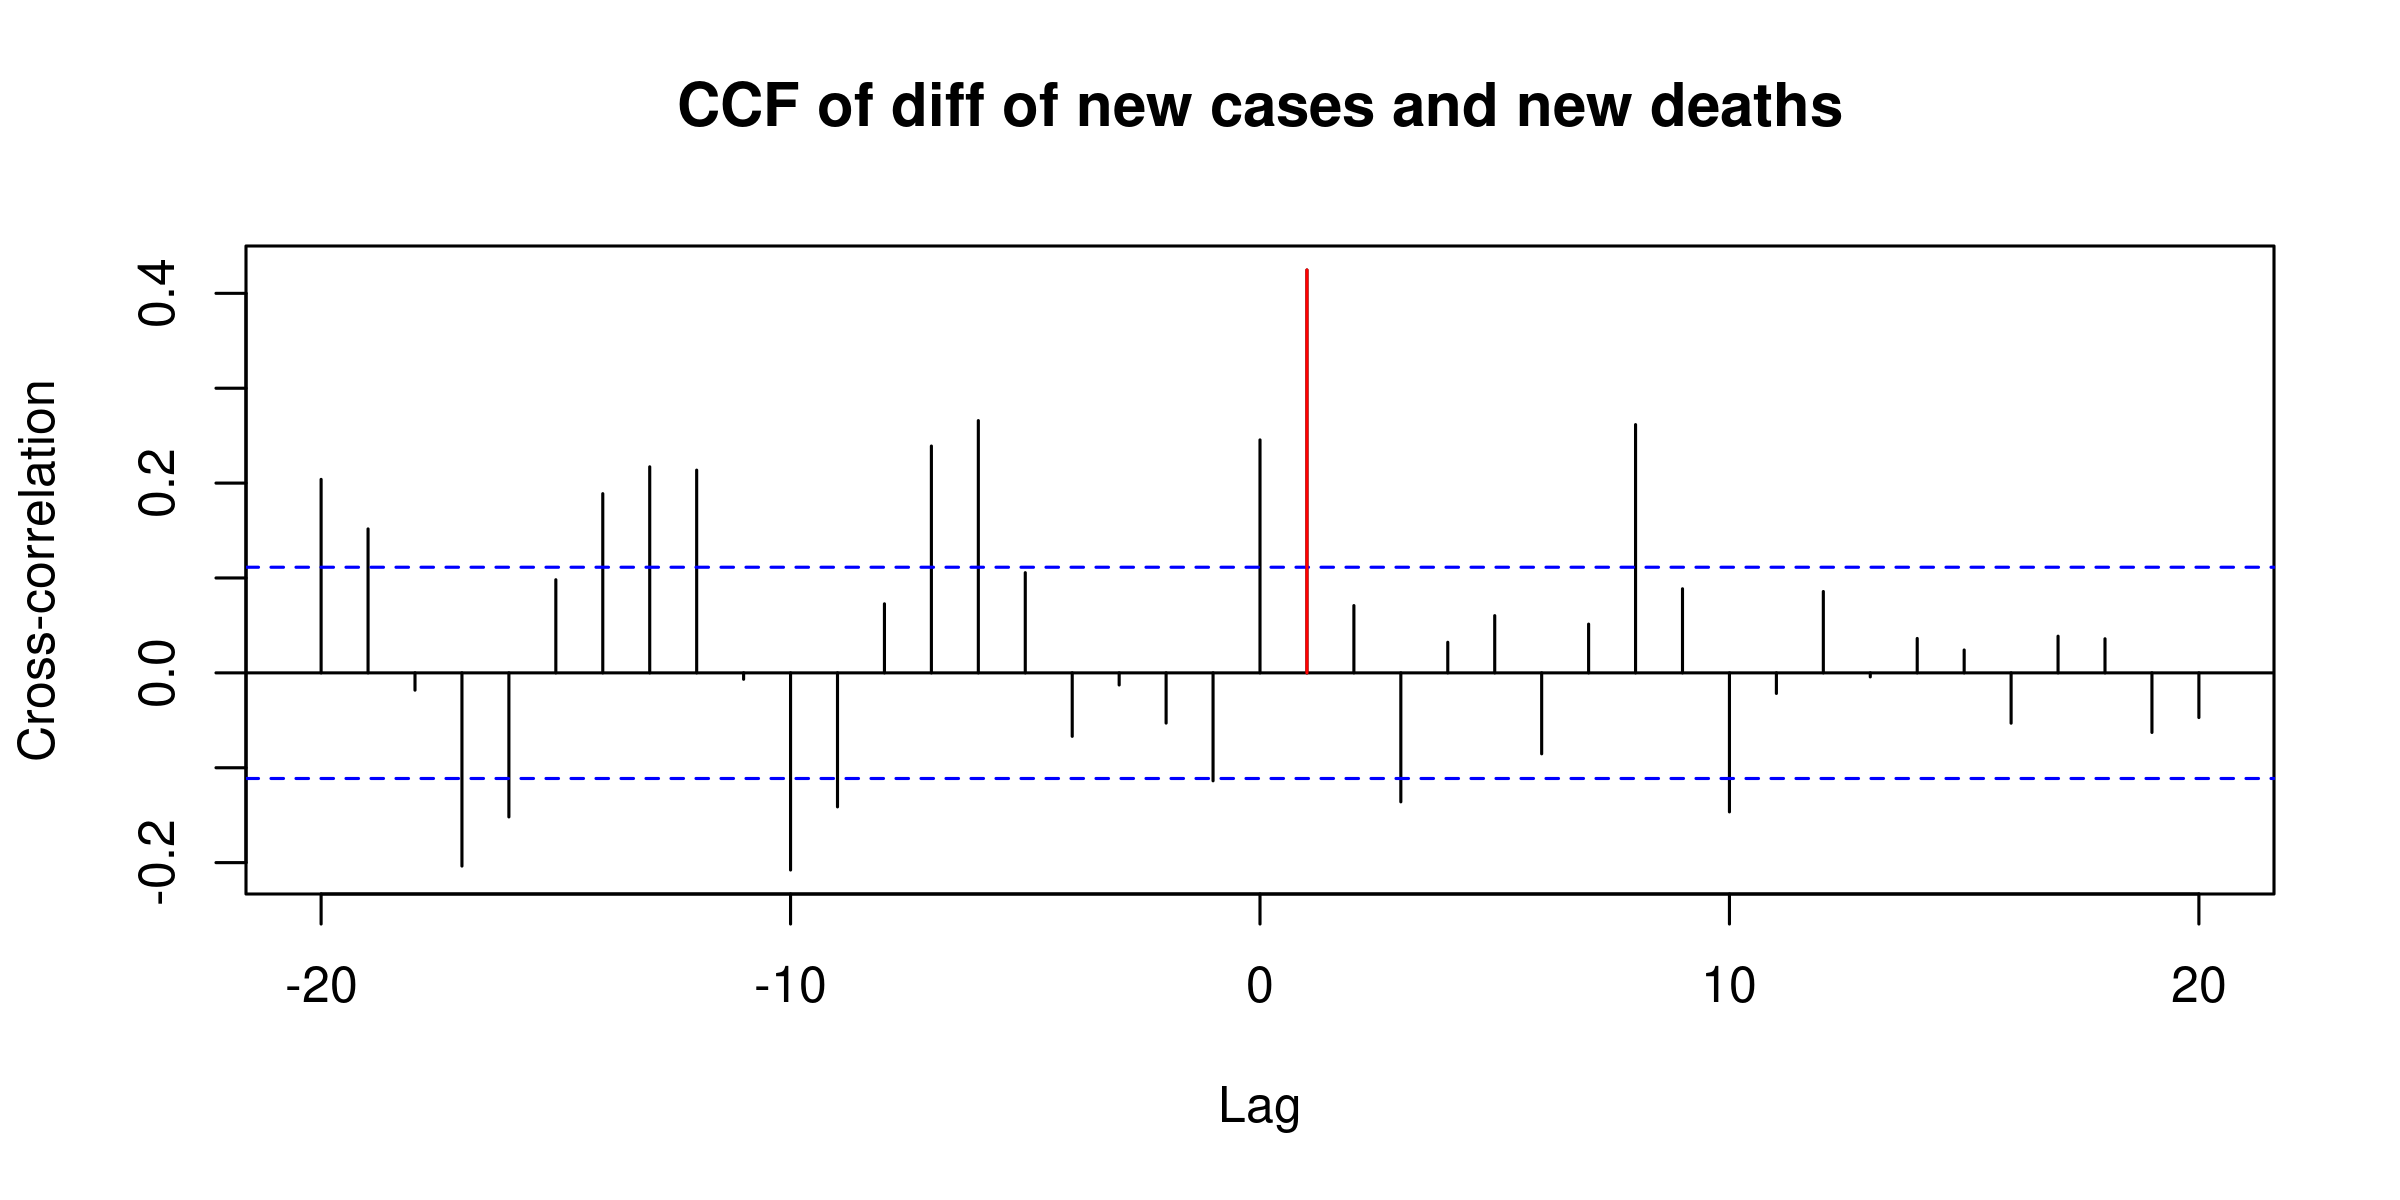 CCF of diff of new cases and new deaths
Cross-correlation
0.4
0.2
0.0
-0.2
-20 -10 0 10 20
Lag